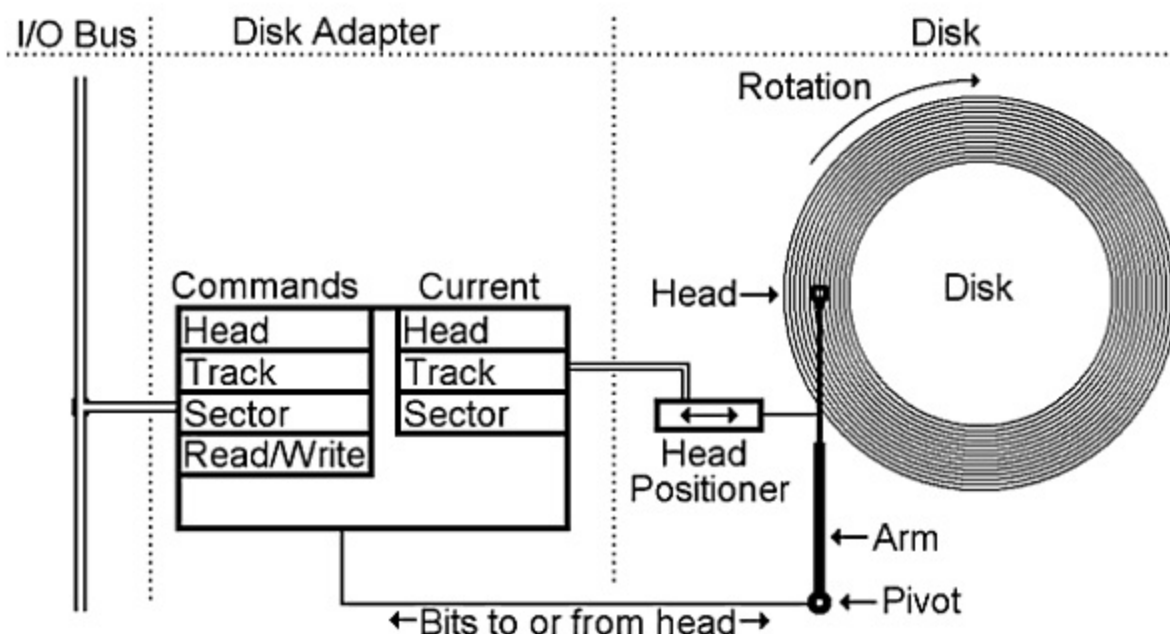 I/O Bus
Disk Adapter
Disk
Rotation
Commands
Current
Head
Head
Track
Track
Sector
Sector
Read/Write
Head
Disk
Head
Positioner
Arm
Pivot
Bits to or from head